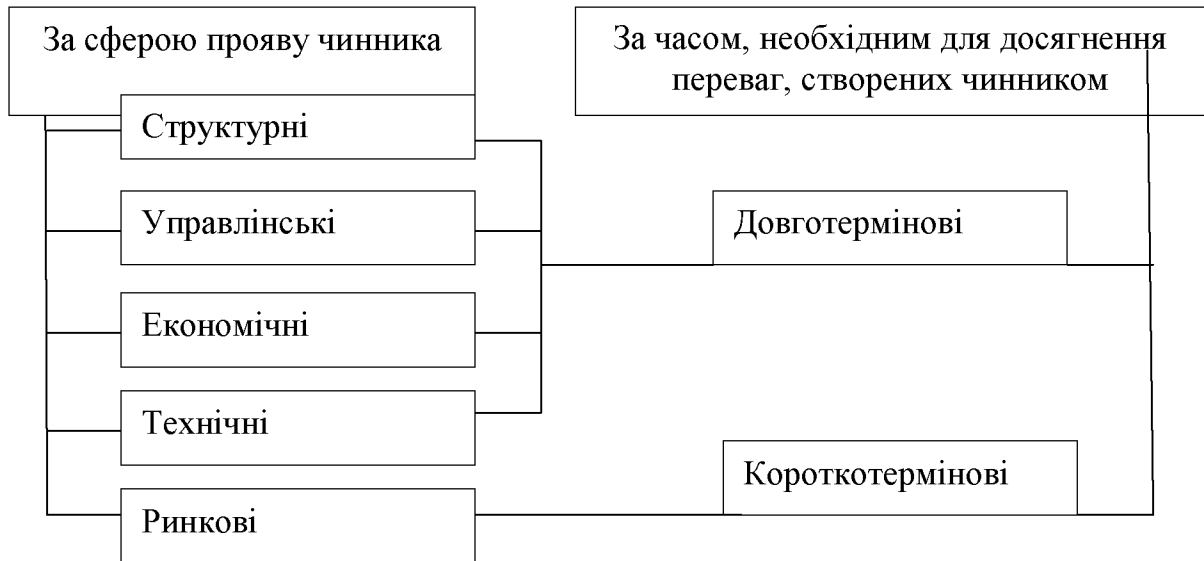 За сферою прояву чинника
За часом, необхідним для досягнення
переваг, створених чинником
Структурні
Управлінські
Довготермінові
Економічні
Технічні
Короткотермінові
Ринкові